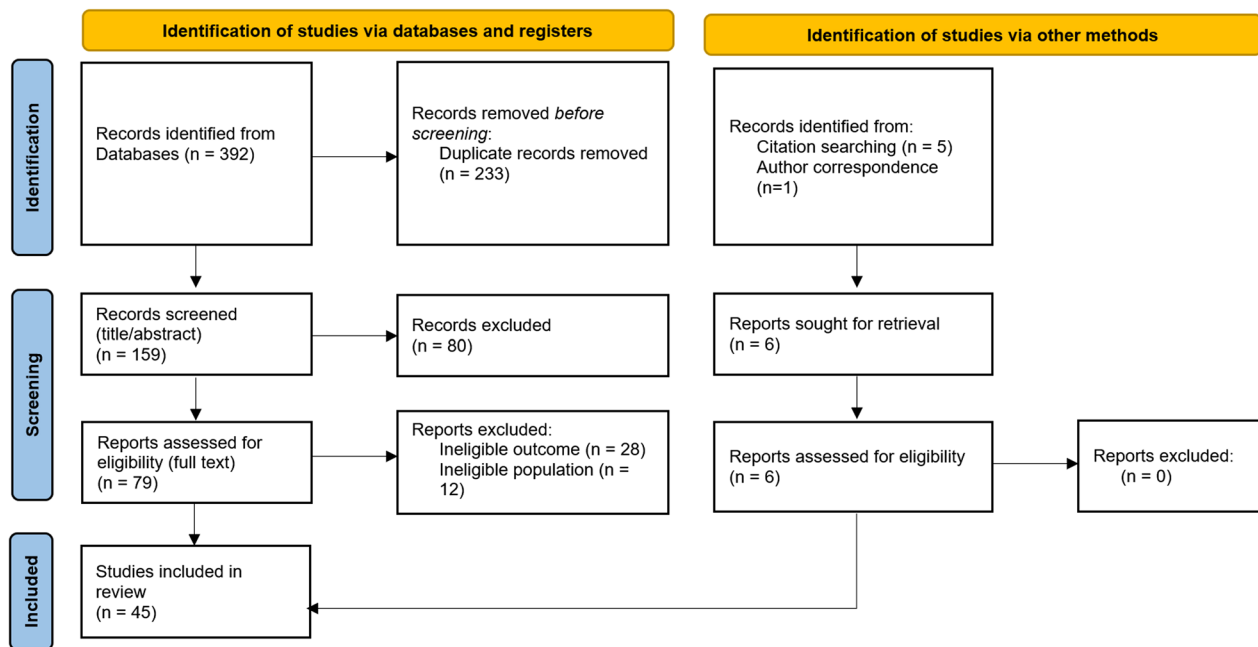 Identification of studies via databases and registers
Identification of studies via other methods
Identification
Records identified from
Databases (n = 392)
Records removed before
screening:
Duplicate records removed
(n = 233)
Records identified from:
Citation searching (n = 5)
Author correspondence
(n=1)
Screening
Records screened
(title/abstract)
(n = 159)
Records excluded
(n = 80)
Reports sought for retrieval
(n = 6)
Reports assessed for
eligibility (full text)
(n = 79)
Reports excluded:
Ineligible outcome (n = 28)
Ineligible population (n =
12)
Reports assessed for eligibility
(n = 6)
Reports excluded:
(n = 0)
Included
Studies included in
review
(n = 45)